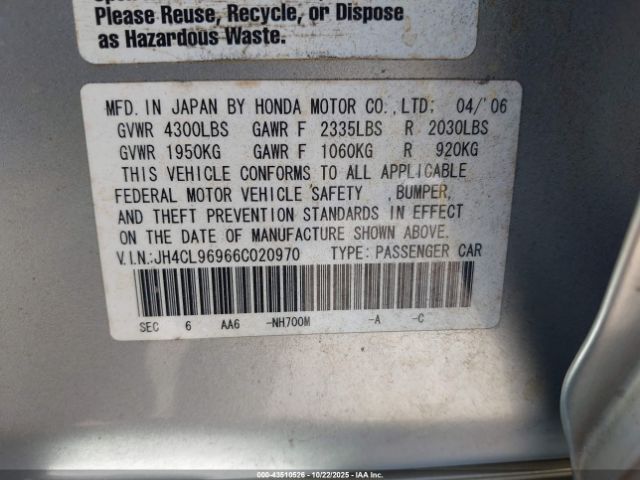 Please Reuse, Recycle, or Dispose
as Hazardous Waste.
MFD. IN JAPAN BY HONDA MOTOR CO.,LTD: 04/'06
GVWR 4300LBS GAWR F 2335LBS R 2030LBS
GVWR 1950KG GAWR F 1060KG R 920KG
THIS VEHICLE CONFORMS TO ALL APPLICABLE
FEDERAL MOTOR VEHICLE SAFETY ,BUMPER,
AND THEFT PREVENTION STANDARDS IN EFFECT
ON THE DATE OF MANUFACTURE SHOWN ABOVE.
V.I.N:JH4CL96966C020970 TYPE:PASSENGER CAR
SEC 6 AA6 -NH700M -A -C
000-43510526 - 10/22/2025 - IAA Inc. All rights reserved